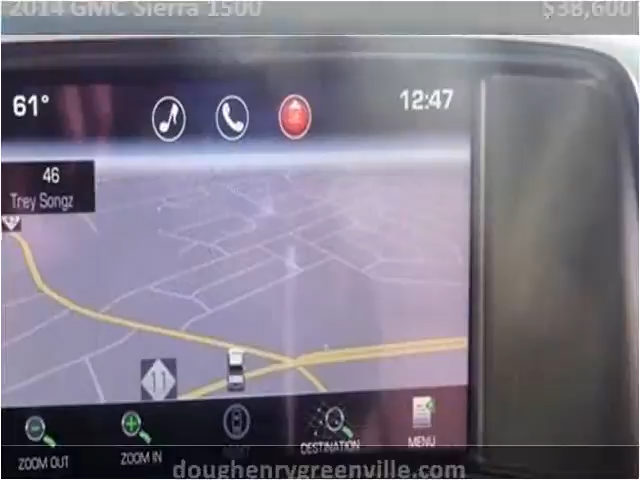 2014 GMC Sierra 1500 $38,600
61° 12:47
46
Trey Songz
11
ZOOM OUT ZOOM IN DESTINATION MENU
doughenrygreenville.com